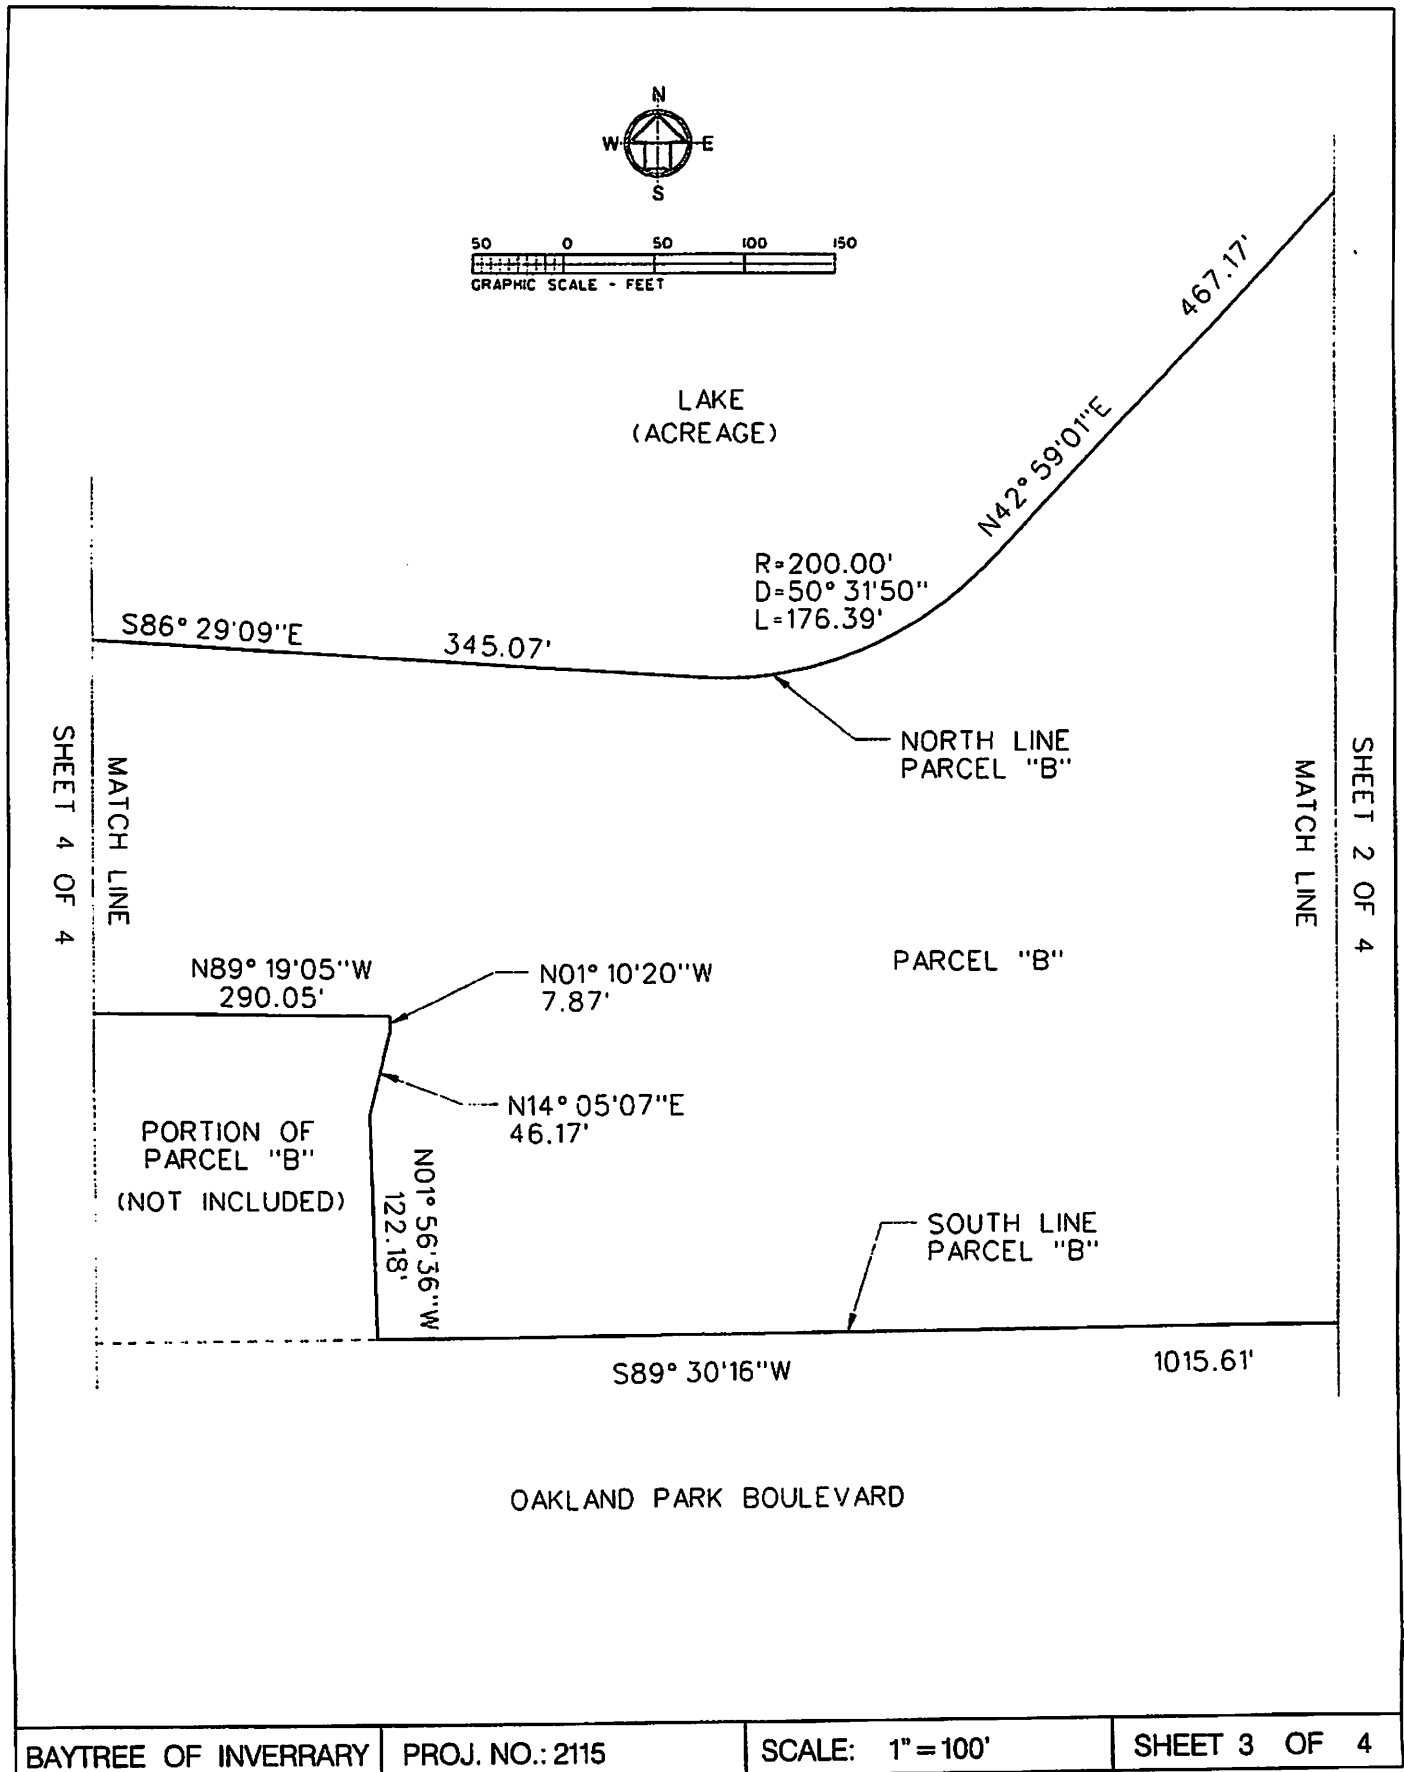 N
W E
S
50 0 50 100 150
GRAPHIC SCALE - FEET
467.17'
LAKE
(ACREAGE)
N42° 59'01"E
R=200.00'
D=50° 31'50"
L=176.39'
S86° 29'09"E 345.07'
NORTH LINE
PARCEL "B"
SHEET 4 OF 4
MATCH LINE
MATCH LINE
SHEET 2 OF 4
PARCEL "B"
N89° 19'05"W
290.05'
N01° 10'20"W
7.87'
N14° 05'07"E
46.17'
PORTION OF
PARCEL "B"
(NOT INCLUDED)
N01° 56'36"W
122.18'
SOUTH LINE
PARCEL "B"
S89° 30'16"W 1015.61'
OAKLAND PARK BOULEVARD
BAYTREE OF INVERRARY PROJ. NO.: 2115 SCALE: 1"=100' SHEET 3 OF 4